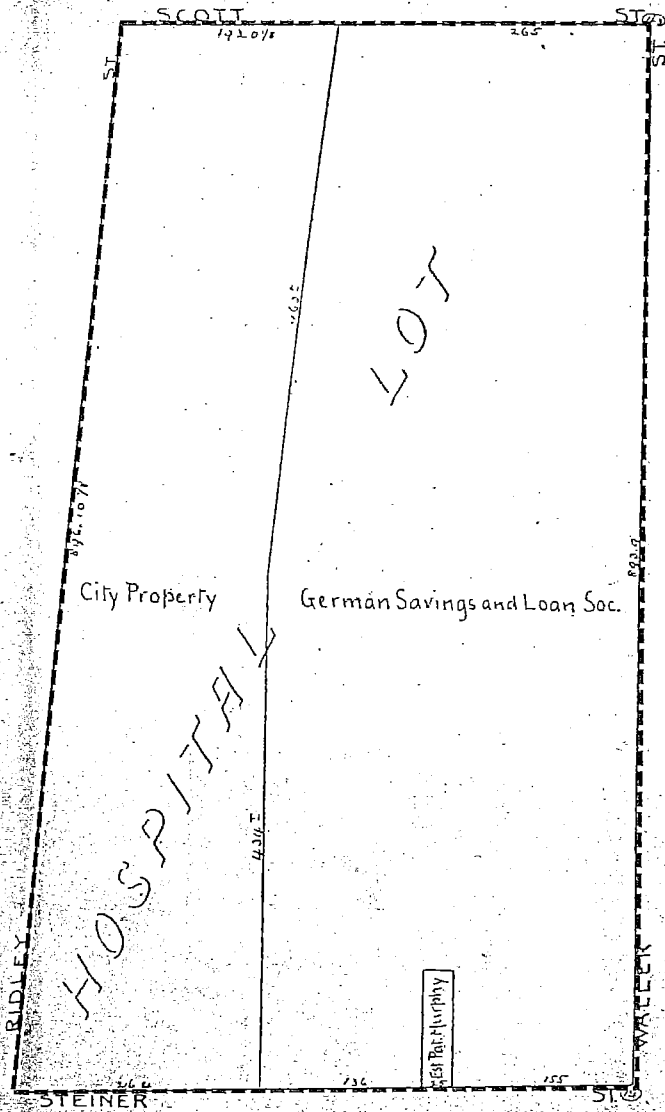 SCOTT ST.
265
ST.
ST.
LOT
City Property
German Savings and Loan Soc.
HOSPITAL
RIDLEY
WALLER
Est Pat. Murphy
136
155
STEINER ST.